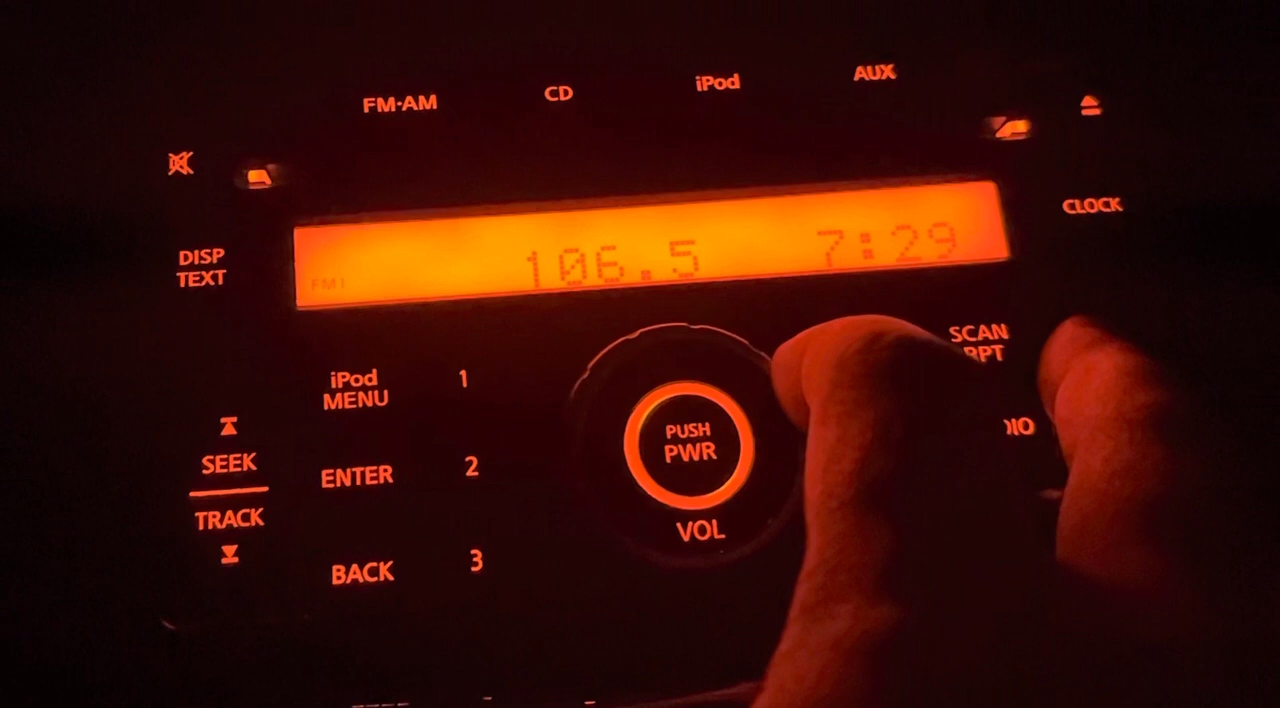 FM·AM CD iPod AUX
CLOCK
DISP
TEXT
FM1 106.5 7:29
SCAN
RPT
iPod
MENU 1
SEEK
TRACK
ENTER 2
BACK 3
PUSH
PWR
VOL